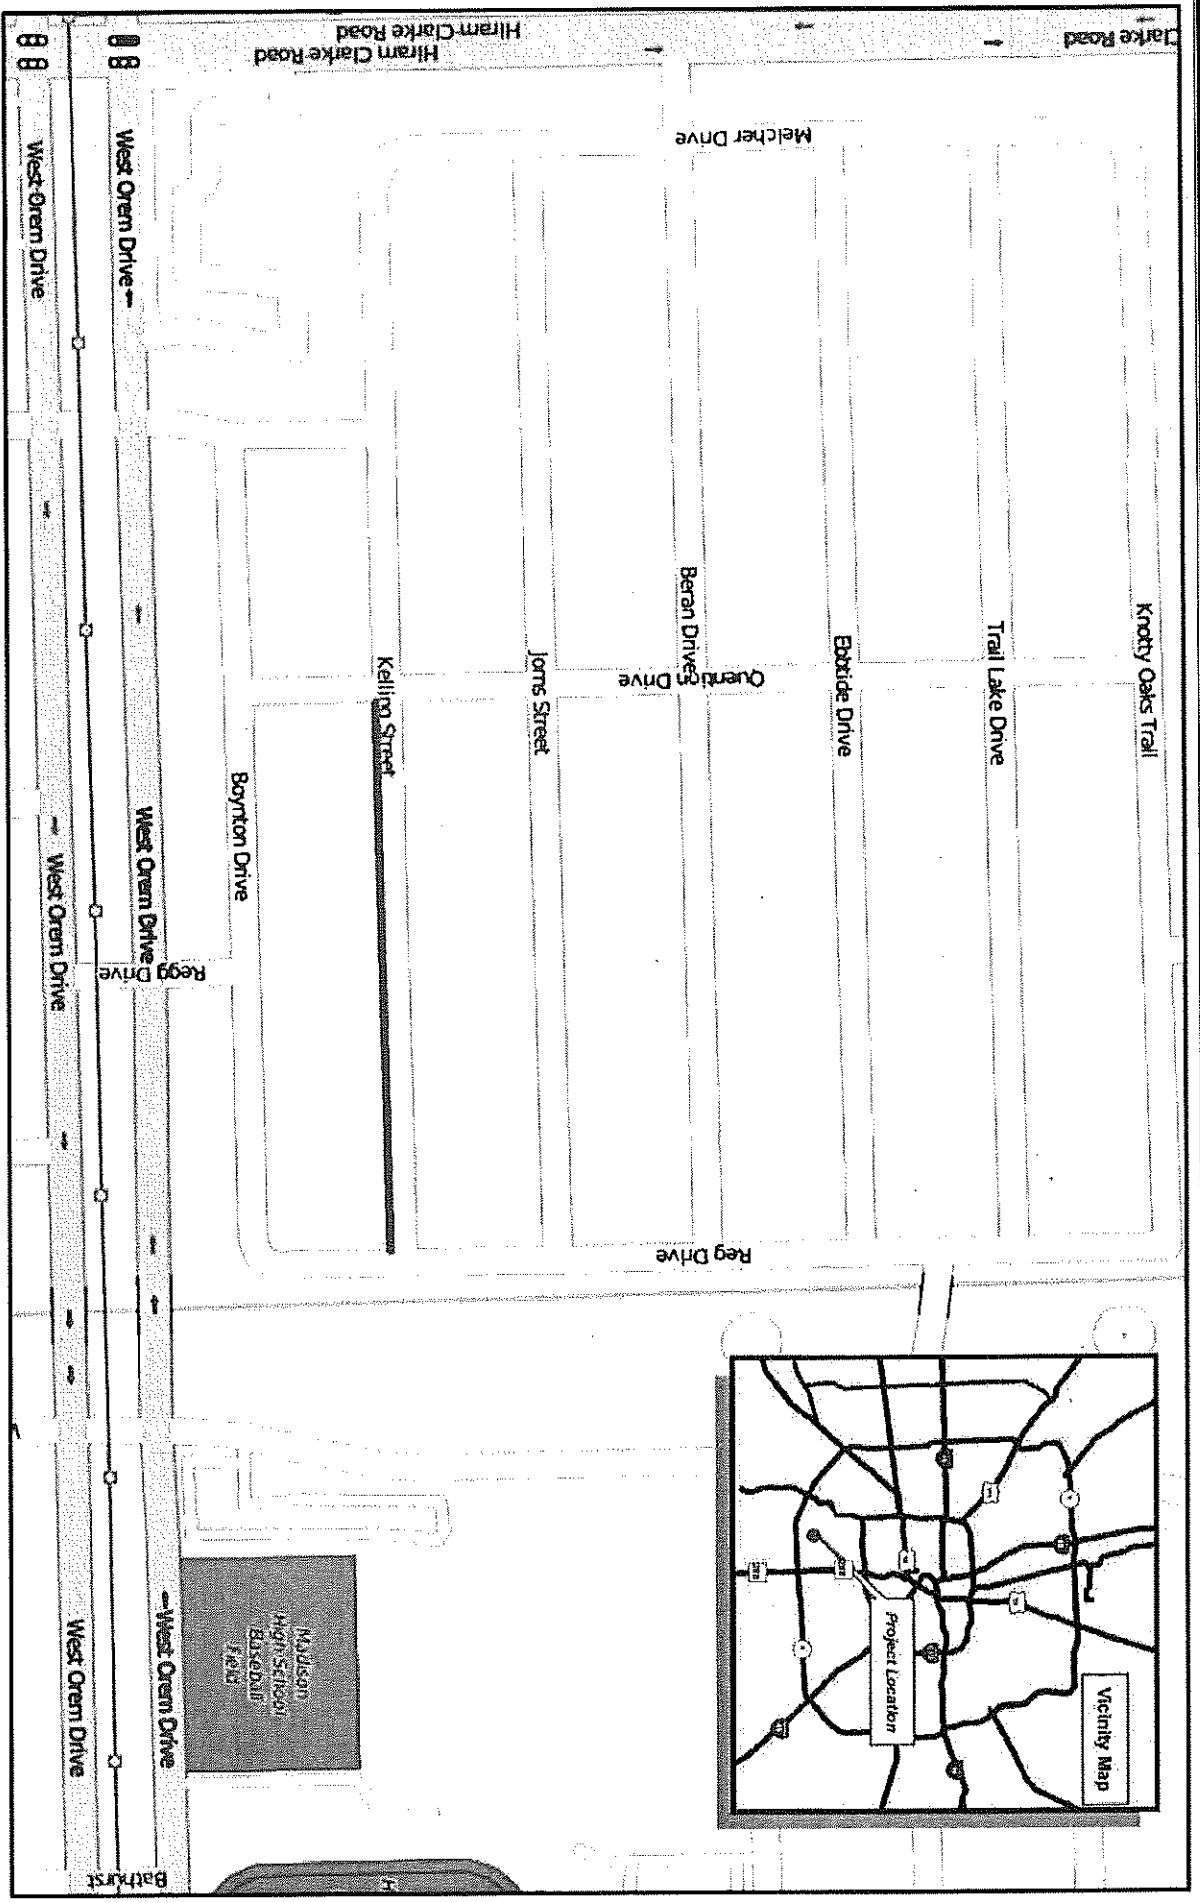 Clarke Road
Hiram Clarke Road
Hiram Clarke Road
Melcher Drive
Knotty Oaks Trail
Trail Lake Drive
Ebbtide Drive
Beran Drive
Quention Drive
Jorns Street
Kelling Street
Boynton Drive
Regg Drive
Reg Drive
West Orem Drive
West Orem Drive
West Orem Drive
West Orem Drive
West Orem Drive
West Orem Drive
Madison
High School
Baseball
Field
Bathurst
H
Vicinity Map
Project Location